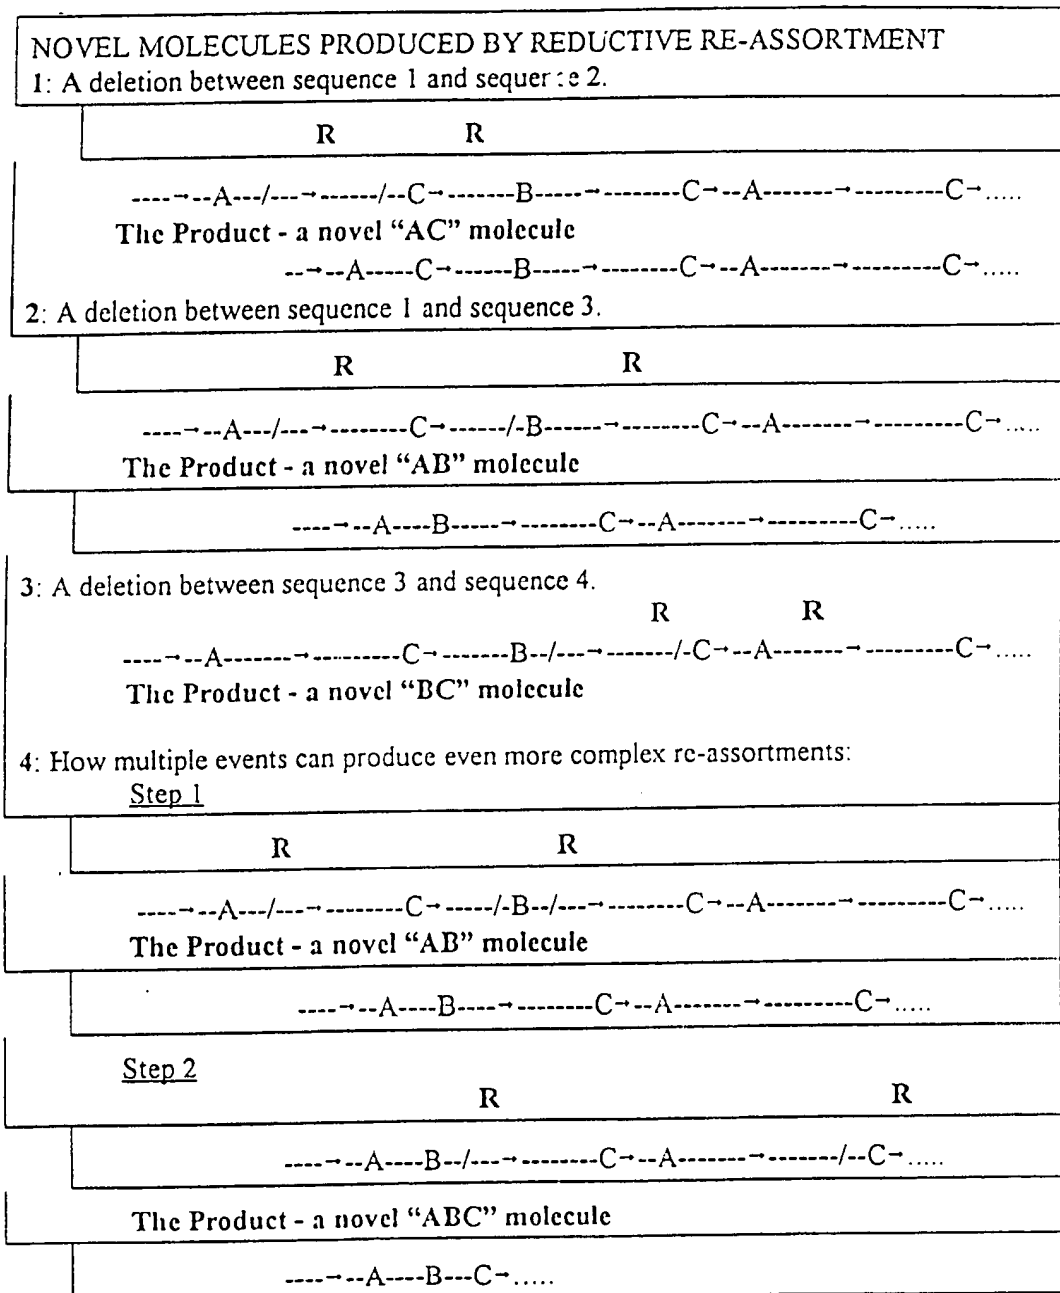 NOVEL MOLECULES PRODUCED BY REDUCTIVE RE-ASSORTMENT
1: A deletion between sequence 1 and sequence 2.
R R
----→--A---/---→------/--C→-------B-----→--------C→--A-------→---------C→.....
The Product - a novel “AC” molecule
--→--A-----C→------B-----→--------C→--A-------→---------C→.....
2: A deletion between sequence 1 and sequence 3.
R R
----→--A---/---→---------C→------/-B------→---------C→--A-------→---------C→.....
The Product - a novel “AB” molecule
----→--A----B-----→--------C→--A-------→---------C→.....
3: A deletion between sequence 3 and sequence 4.
R R
----→--A-------→---------C→-------B--/---→-------/-C→--A-------→---------C→.....
The Product - a novel “BC” molecule
4: How multiple events can produce even more complex re-assortments:
Step 1
R R
----→--A---/---→--------C→-----/-B--/---→--------C→--A-------→---------C→.....
The Product - a novel “AB” molecule
----→--A----B----→--------C→--A-------→---------C→.....
Step 2
R R
----→--A----B--/---→--------C→--A-------→-------/--C→.....
The Product - a novel “ABC” molecule
----→--A----B---C→.....